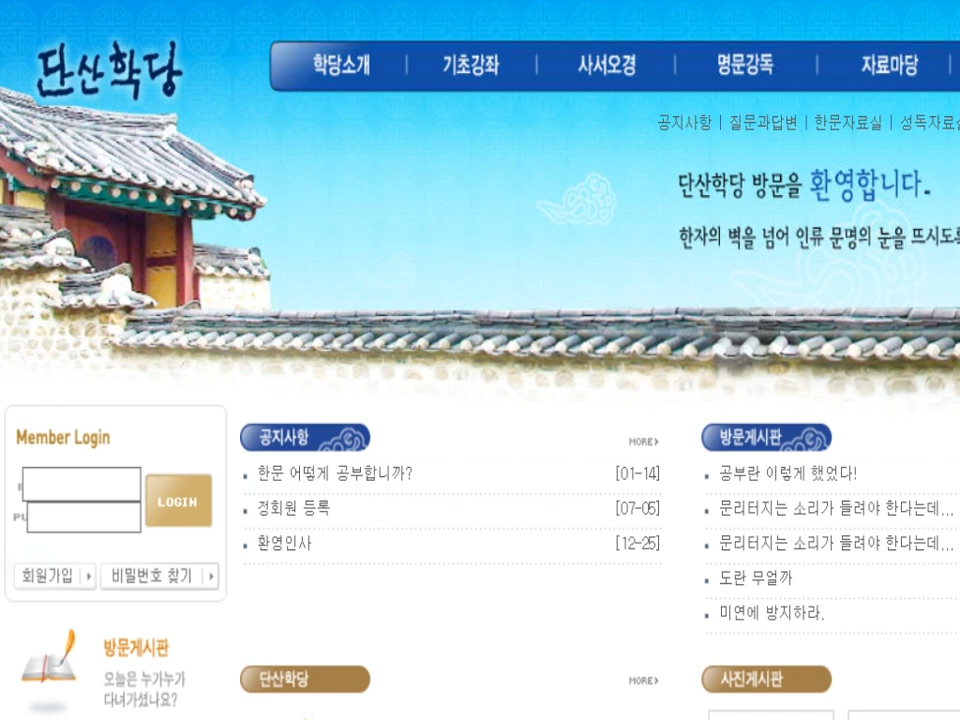 단산학당
학당소개 | 기초강좌 | 사서오경 | 명문강독 | 자료마당 |
공지사항 | 질문과답변 | 한문자료실 | 성독자료실
단산학당 방문을 환영합니다.
한자의 벽을 넘어 인류 문명의 눈을 뜨시도록
Member Login
LOGIN
회원가입
비밀번호 찾기
공지사항
MORE
한문 어떻게 공부합니까? [01-14]
정회원 등록 [07-05]
환영인사 [12-25]
방문게시판
공부란 이렇게 했었다!
문리터지는 소리가 들려야 한다는데...
문리터지는 소리가 들려야 한다는데...
도란 무얼까
미연에 방지하라.
방문게시판
오늘은 누가누가
다녀가셨나요?
단산학당
MORE
사진게시판